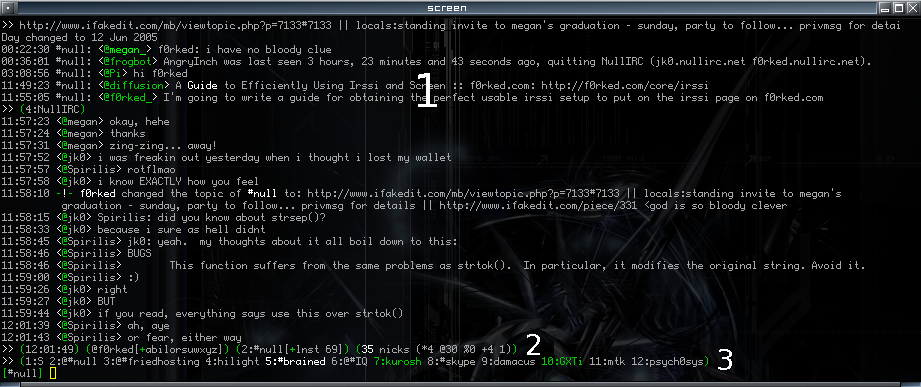 screen
>> http://www.ifakedit.com/mb/viewtopic.php?p=7133#7133 || locals:standing invite to megan's graduation - sunday, party to follow... privmsg for detai
Day changed to 12 Jun 2005
00:22:30 #null: <@megan_> f0rked: i have no bloody clue
00:36:01 #null: <@frogbot> AngryInch was last seen 3 hours, 23 minutes and 43 seconds ago, quitting NullIRC (jk0.nullirc.net f0rked.nullirc.net).
03:08:56 #null: <@Pi> hi f0rked
11:49:23 #null: <@diffusion> A Guide to Efficiently Using Irssi and Screen :: f0rked.com: http://f0rked.com/core/irssi
11:55:05 #null: <@f0rked_> I'm going to write a guide for obtaining the perfect usable irssi setup to put on the irssi page on f0rked.com
1
>> (4:NullIRC)
11:57:23 <@megan> okay, hehe
11:57:24 <@megan> thanks
11:57:31 <@megan> zing-zing... away!
11:57:52 <@jk0> i was freakin out yesterday when i thought i lost my wallet
11:57:57 <@Spirilis> rotflmao
11:57:58 <@jk0> i know EXACTLY how you feel
11:58:10 -!- f0rked changed the topic of #null to: http://www.ifakedit.com/mb/viewtopic.php?p=7133#7133 || locals:standing invite to megan's
graduation - sunday, party to follow... privmsg for details || http://www.ifakedit.com/piece/331 <god is so bloody clever
11:58:15 <@jk0> Spirilis: did you know about strsep()?
11:58:33 <@jk0> because i sure as hell didnt
11:58:45 <@Spirilis> jk0: yeah.  my thoughts about it all boil down to this:
11:58:46 <@Spirilis> BUGS
11:58:46 <@Spirilis>        This function suffers from the same problems as strtok().  In particular, it modifies the original string. Avoid it.
11:59:00 <@Spirilis> :)
11:59:26 <@jk0> right
11:59:27 <@jk0> BUT
11:59:44 <@jk0> if you read, everything says use this over strtok()
12:01:39 <@Spirilis> ah, aye
12:01:43 <@Spirilis> or fear, either way
>> (12:01:49) (@f0rked[+abilorsuwxyz]) (2:#null[+lnst 69]) (35 nicks (*4 @30 %0 +4 1)) 2
>> (1:S 2:@#null 3:@#friedhosting 4:hilight 5:#brained 6:@#IQ 7:kurosh 8:#skype 9:damacus 10:GXTi 11:mtk 12:psych0sys) 3
[#null]